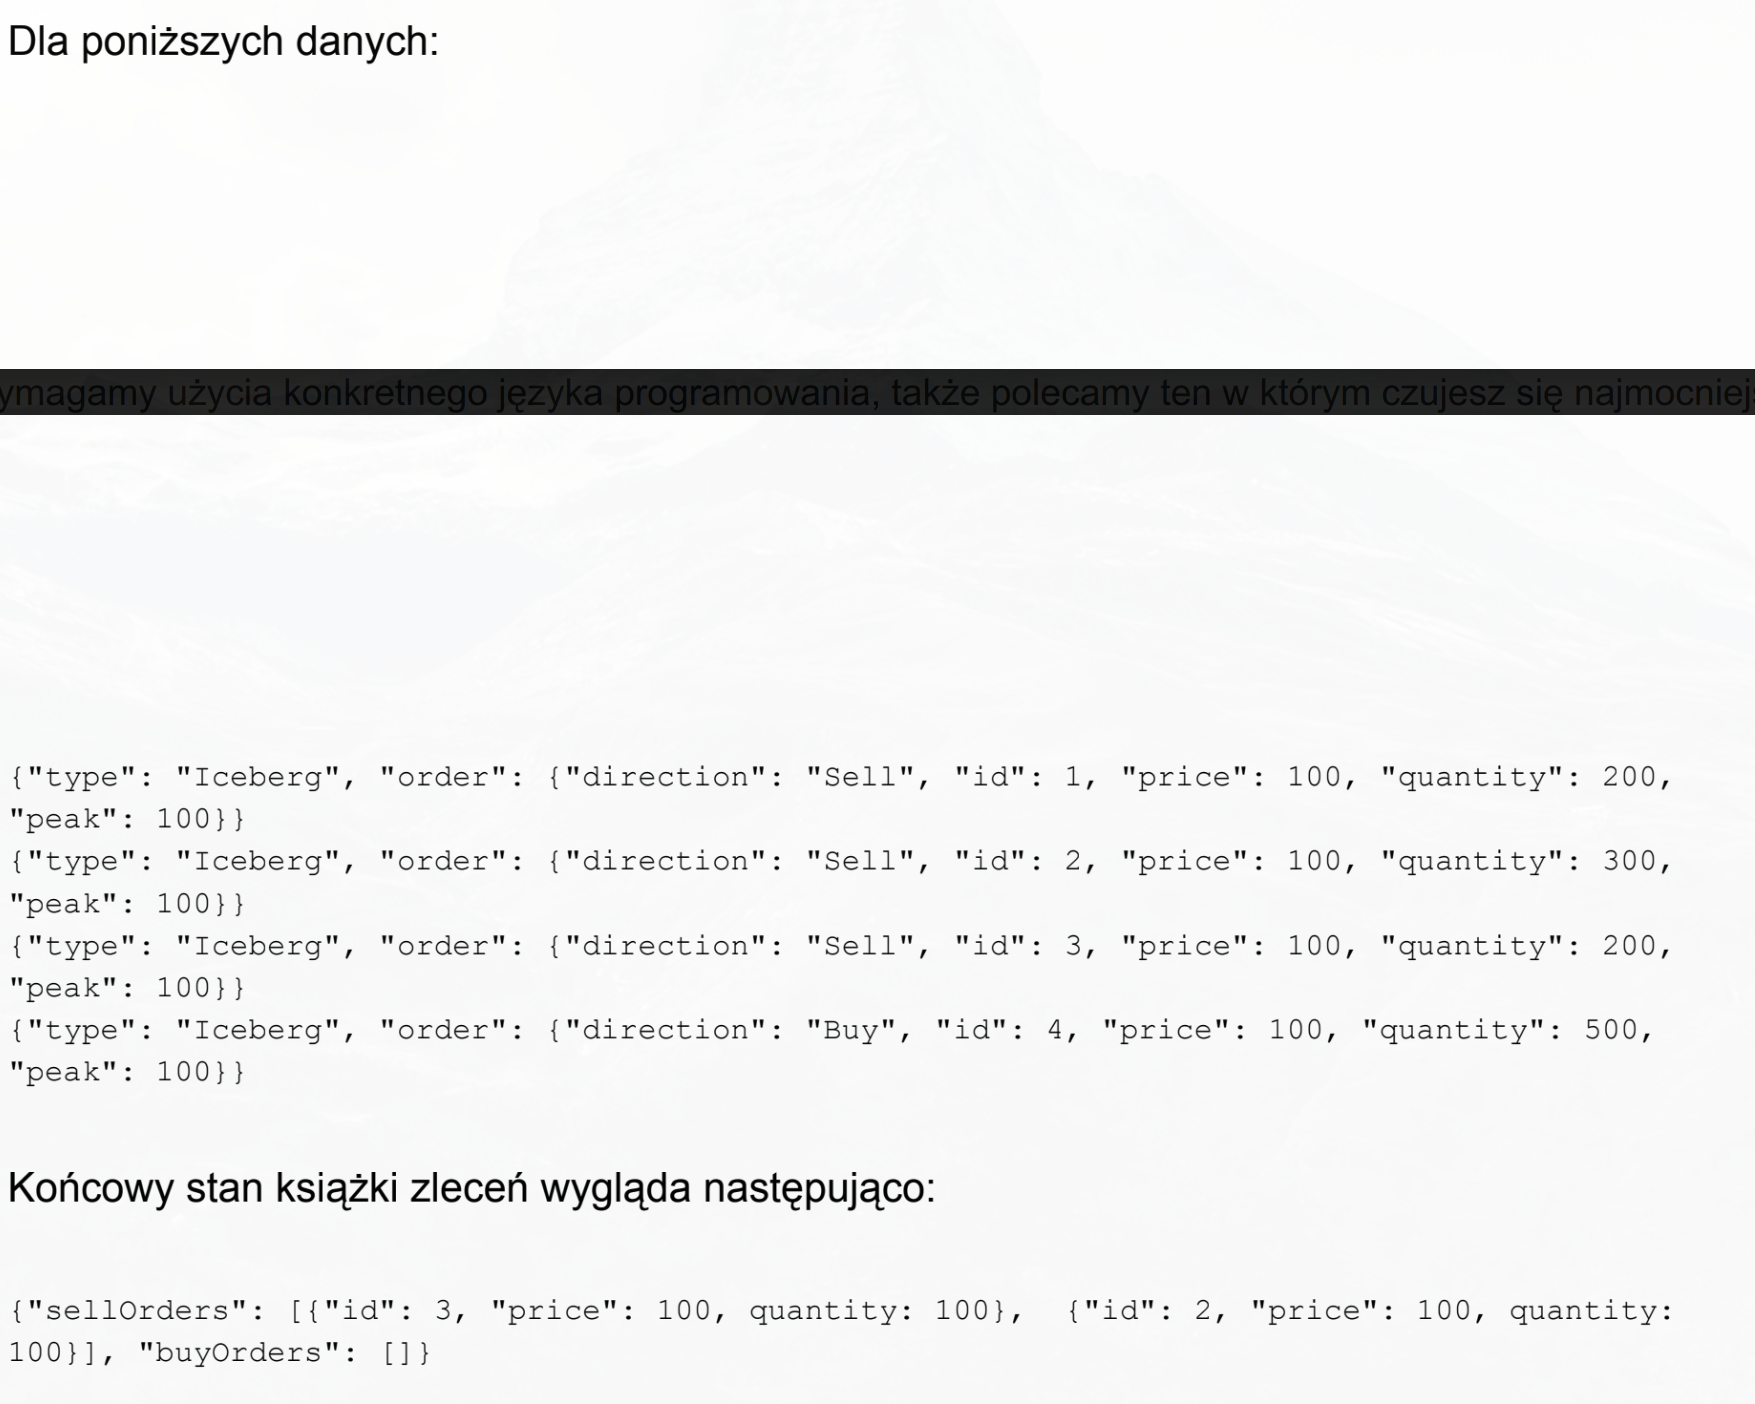 Dla poniższych danych:
ymagamy użycia konkretnego języka programowania, także polecamy ten w którym czujesz się najmocniej
{"type": "Iceberg", "order": {"direction": "Sell", "id": 1, "price": 100, "quantity": 200,
"peak": 100}}
{"type": "Iceberg", "order": {"direction": "Sell", "id": 2, "price": 100, "quantity": 300,
"peak": 100}}
{"type": "Iceberg", "order": {"direction": "Sell", "id": 3, "price": 100, "quantity": 200,
"peak": 100}}
{"type": "Iceberg", "order": {"direction": "Buy", "id": 4, "price": 100, "quantity": 500,
"peak": 100}}
Końcowy stan książki zleceń wygląda następująco:
{"sellOrders": [{"id": 3, "price": 100, quantity: 100},  {"id": 2, "price": 100, quantity:
100}], "buyOrders": []}